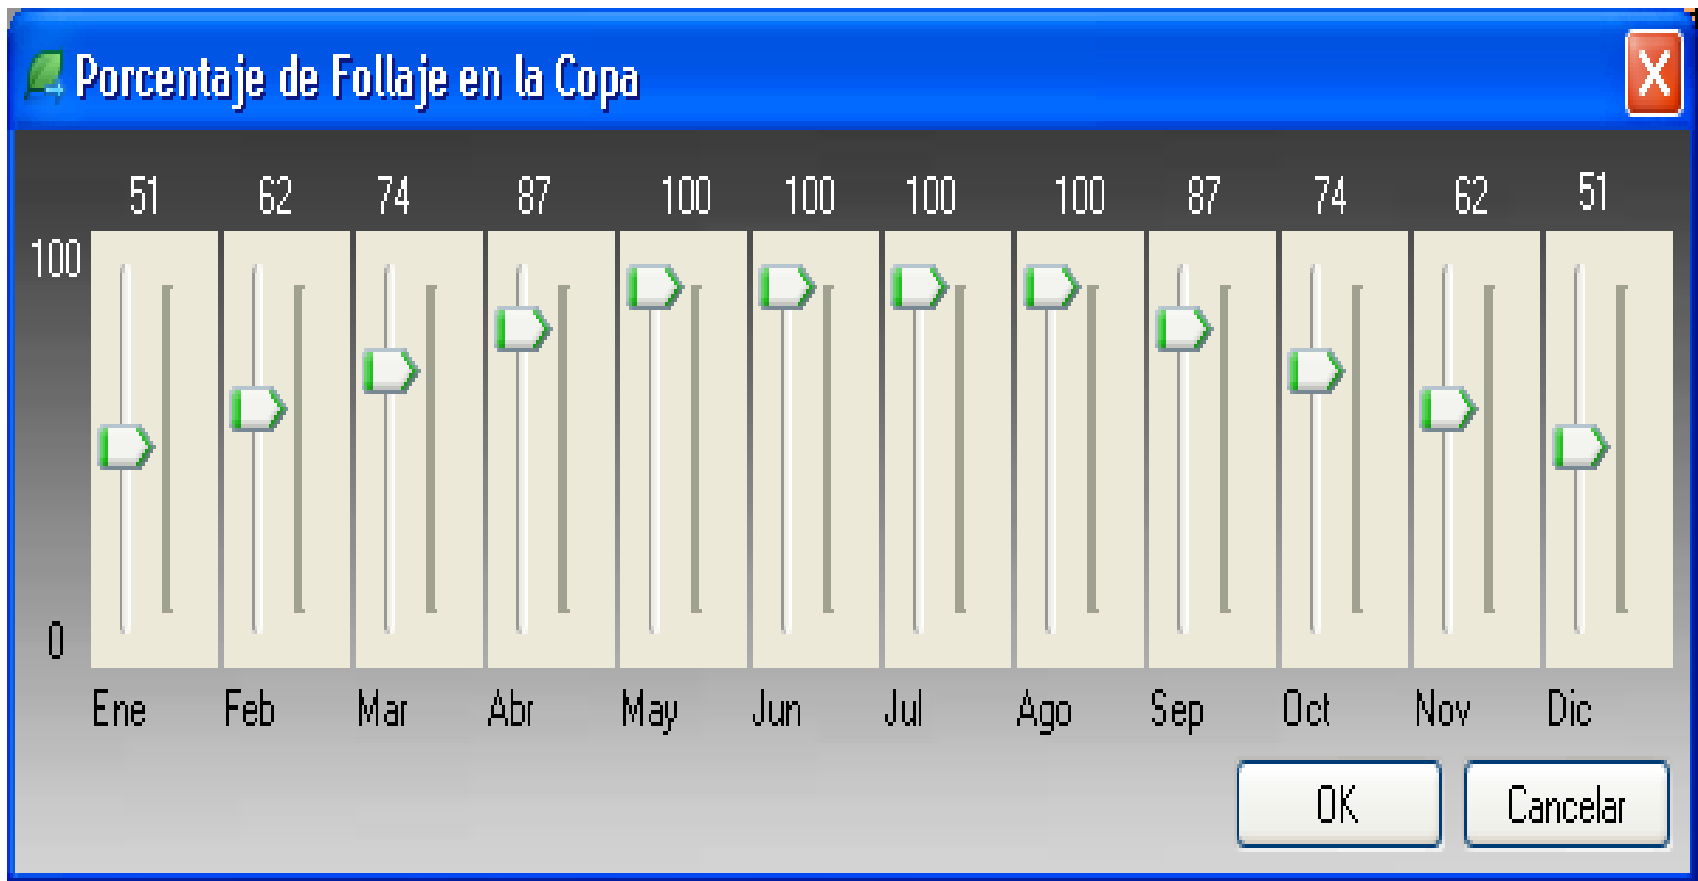 Porcentaje de Follaje en la Copa
51 62 74 87 100 100 100 100 87 74 62 51
100
0
Ene Feb Mar Abr May Jun Jul Ago Sep Oct Nov Dic
OK Cancelar